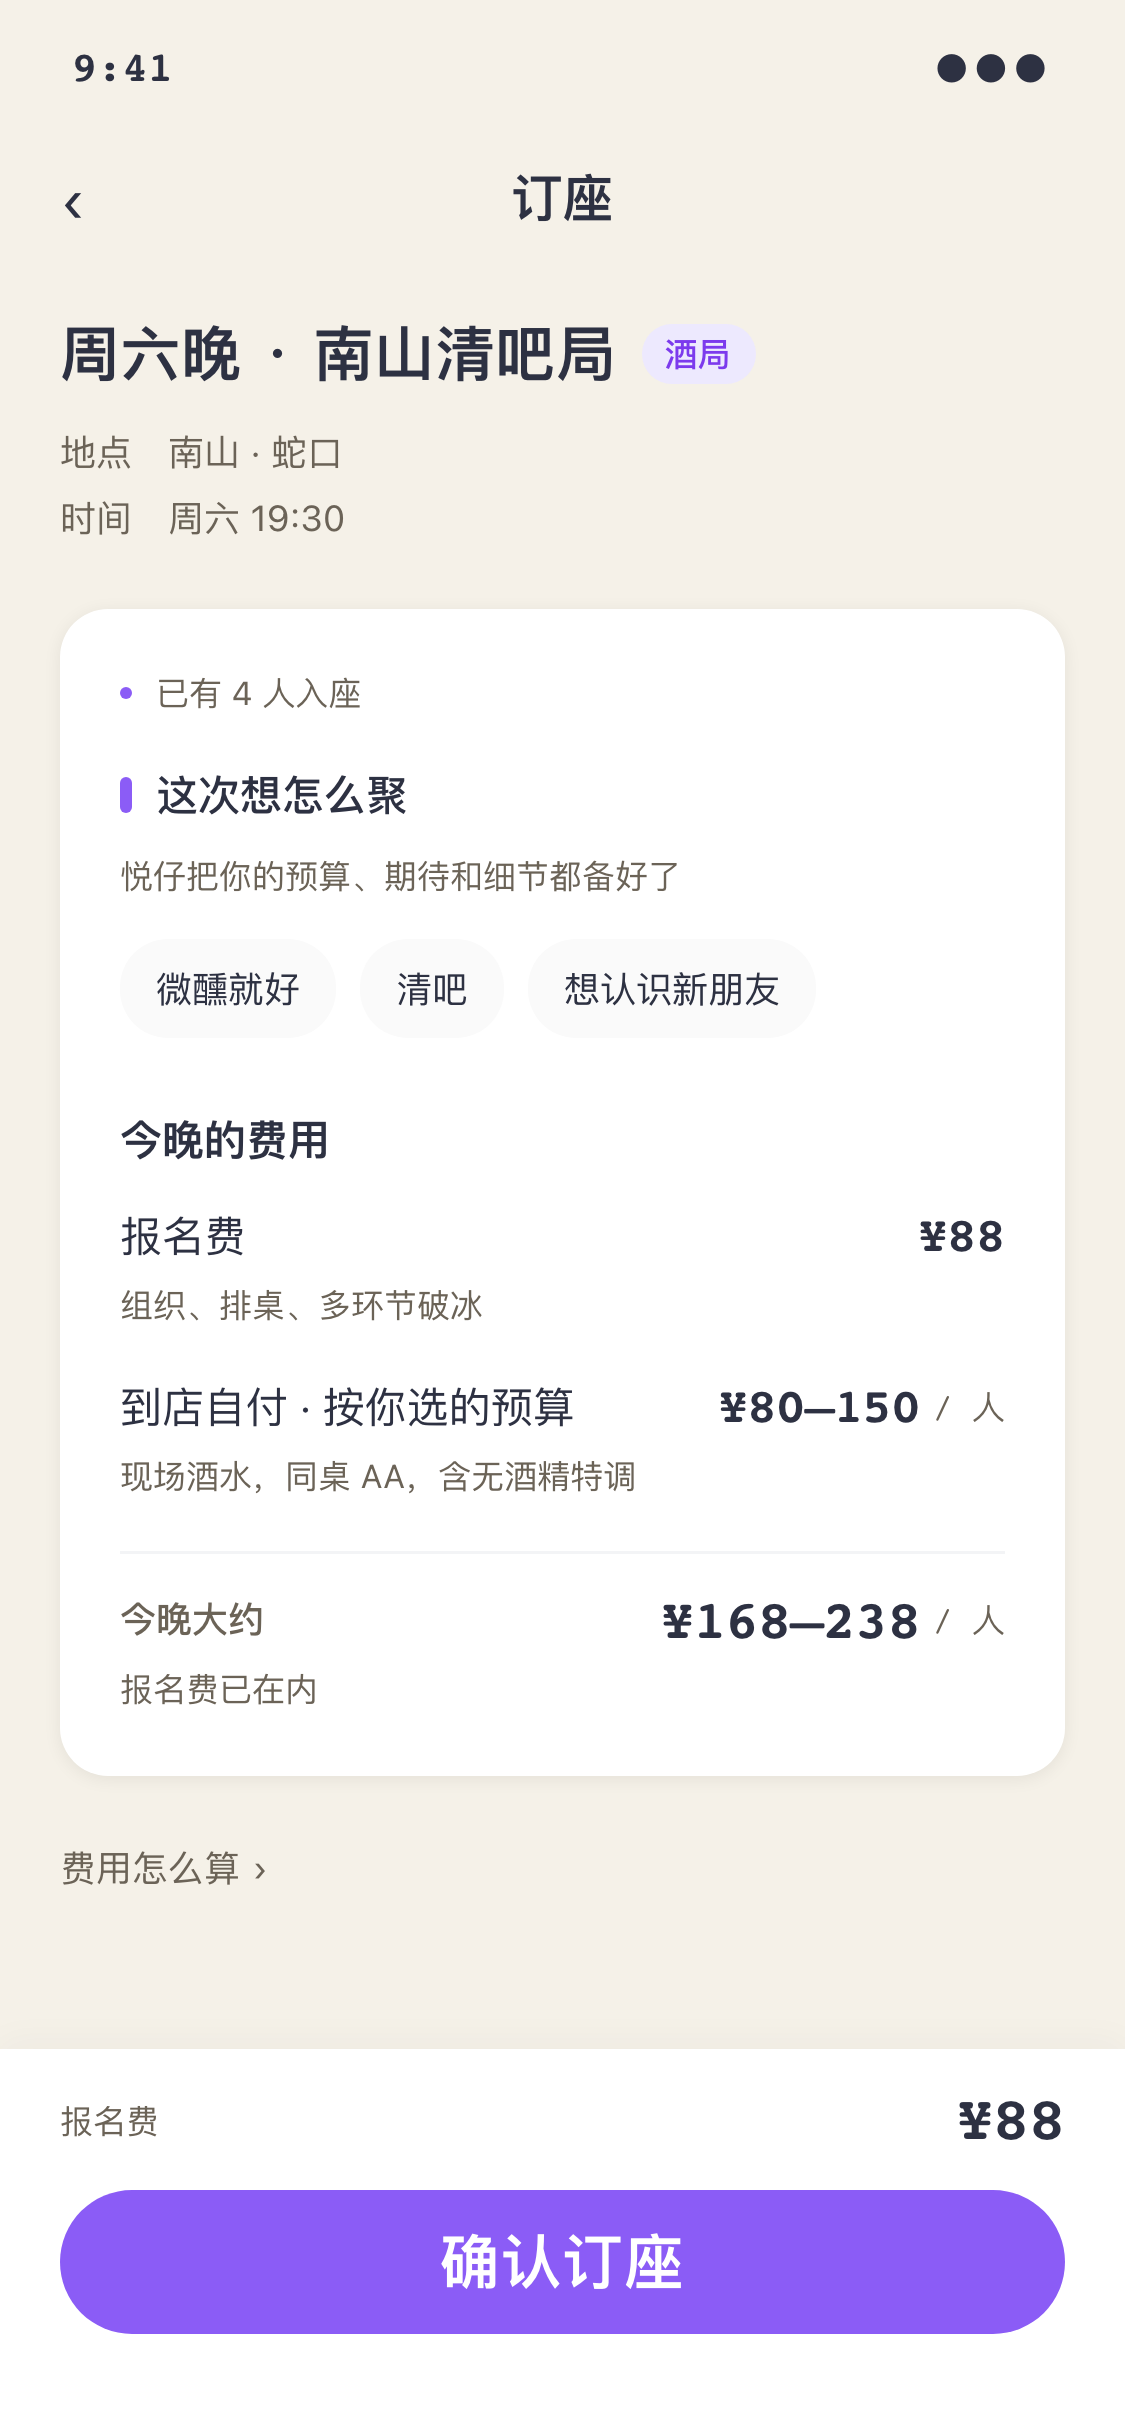 9:41
‹ 订座
周六晚 · 南山清吧局 酒局
地点 南山 · 蛇口
时间 周六 19:30
已有 4 人入座
这次想怎么聚
悦仔把你的预算、期待和细节都备好了
微醺就好 清吧 想认识新朋友
今晚的费用
报名费 ¥88
组织、排桌、多环节破冰
到店自付 · 按你选的预算 ¥80—150 / 人
现场酒水，同桌 AA，含无酒精特调
今晚大约 ¥168—238 / 人
报名费已在内
费用怎么算 ›
报名费 ¥88
确认订座